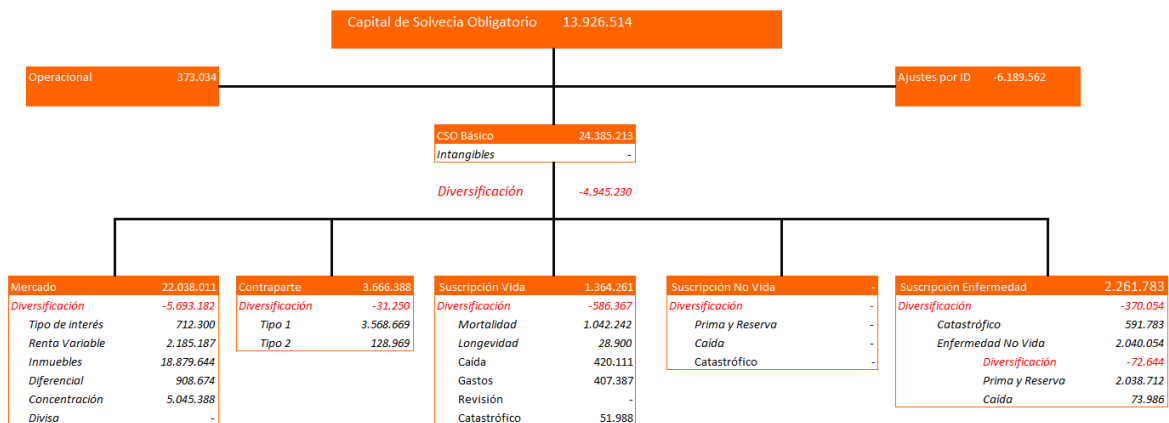 Capital de Solvecia Obligatorio 13.926.514
Operacional 373.034
Ajustes por ID -6.189.562
CSO Básico 24.385.213
Intangibles -
Diversificación -4.945.230
Mercado 22.038.011
Diversificación -5.693.182
Tipo de interés 712.300
Renta Variable 2.185.187
Inmuebles 18.879.644
Diferencial 908.674
Concentración 5.045.388
Divisa -
Contraparte 3.666.388
Diversificación -31.250
Tipo 1 3.568.669
Tipo 2 128.969
Suscripción Vida 1.364.261
Diversificación -586.367
Mortalidad 1.042.242
Longevidad 28.900
Caída 420.111
Gastos 407.387
Revisión -
Catastrófico 51.988
Suscripción No Vida -
Diversificación -
Prima y Reserva -
Caída -
Catastrófico -
Suscripción Enfermedad 2.261.783
Diversificación -370.054
Catastrófico 591.783
Enfermedad No Vida 2.040.054
Diversificación -72.644
Prima y Reserva 2.038.712
Caída 73.986